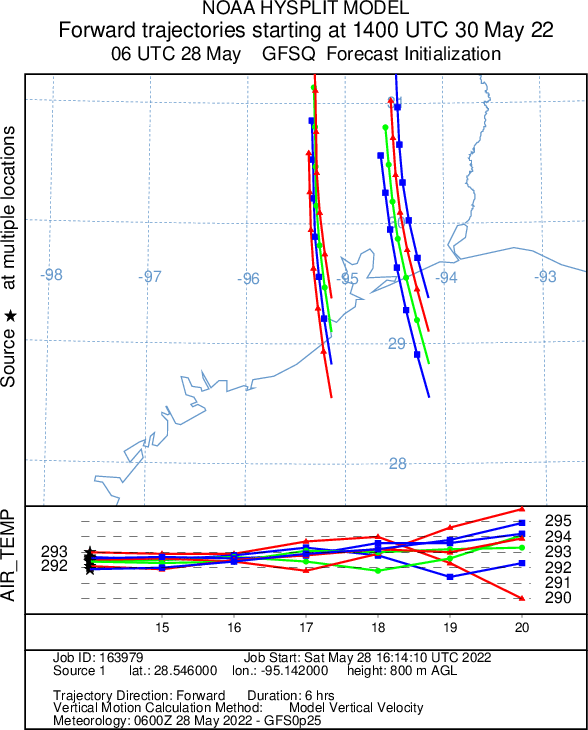 NOAA HYSPLIT MODEL
Forward trajectories starting at 1400 UTC 30 May 22
06 UTC 28 May GFSQ Forecast Initialization
Source ★ at multiple locations
-98
-97
-96
-95
-94
-93
29
28
AIR_TEMP
293
292
295
294
293
292
291
290
15
16
17
18
19
20
Job ID: 163979 Job Start: Sat May 28 16:14:10 UTC 2022
Source 1 lat.: 28.546000 lon.: -95.142000 height: 800 m AGL
Trajectory Direction: Forward Duration: 6 hrs
Vertical Motion Calculation Method: Model Vertical Velocity
Meteorology: 0600Z 28 May 2022 - GFS0p25